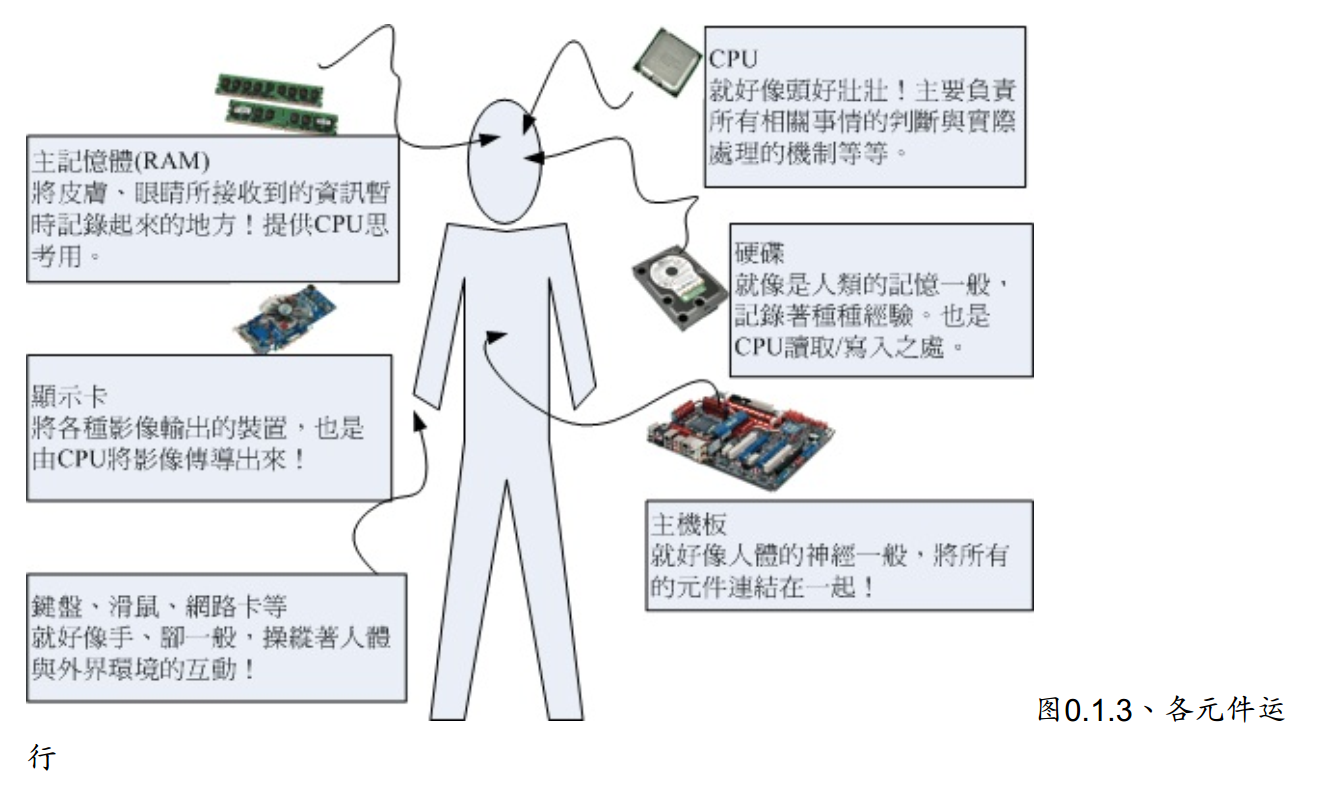 CPU
就好像頭好壯壯！主要負責
所有相關事情的判斷與實際
處理的機制等等。
主記憶體(RAM)
將皮膚、眼睛所接收到的資訊暫
時記錄起來的地方！提供CPU思
考用。
硬碟
就像是人類的記憶一般，
記錄著種種經驗。也是
CPU讀取/寫入之處。
顯示卡
將各種影像輸出的裝置，也是
由CPU將影像傳導出來！
主機板
就好像人體的神經一般，將所有
的元件連結在一起！
鍵盤、滑鼠、網路卡等
就好像手、腳一般，操縱著人體
與外界環境的互動！
图0.1.3、各元件运
行